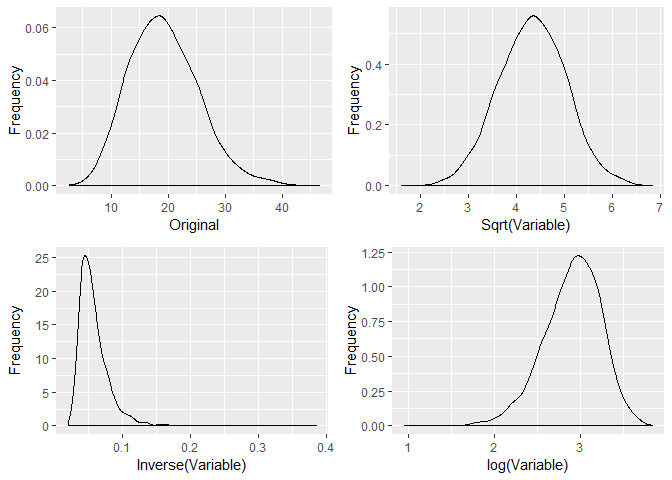 Frequency
0.06
0.04
0.02
0.00
10 20 30 40
Original
Frequency
0.4
0.2
0.0
2 3 4 5 6 7
Sqrt(Variable)
Frequency
25
20
15
10
5
0
0.1 0.2 0.3 0.4
Inverse(Variable)
Frequency
1.25
1.00
0.75
0.50
0.25
0.00
1 2 3
log(Variable)